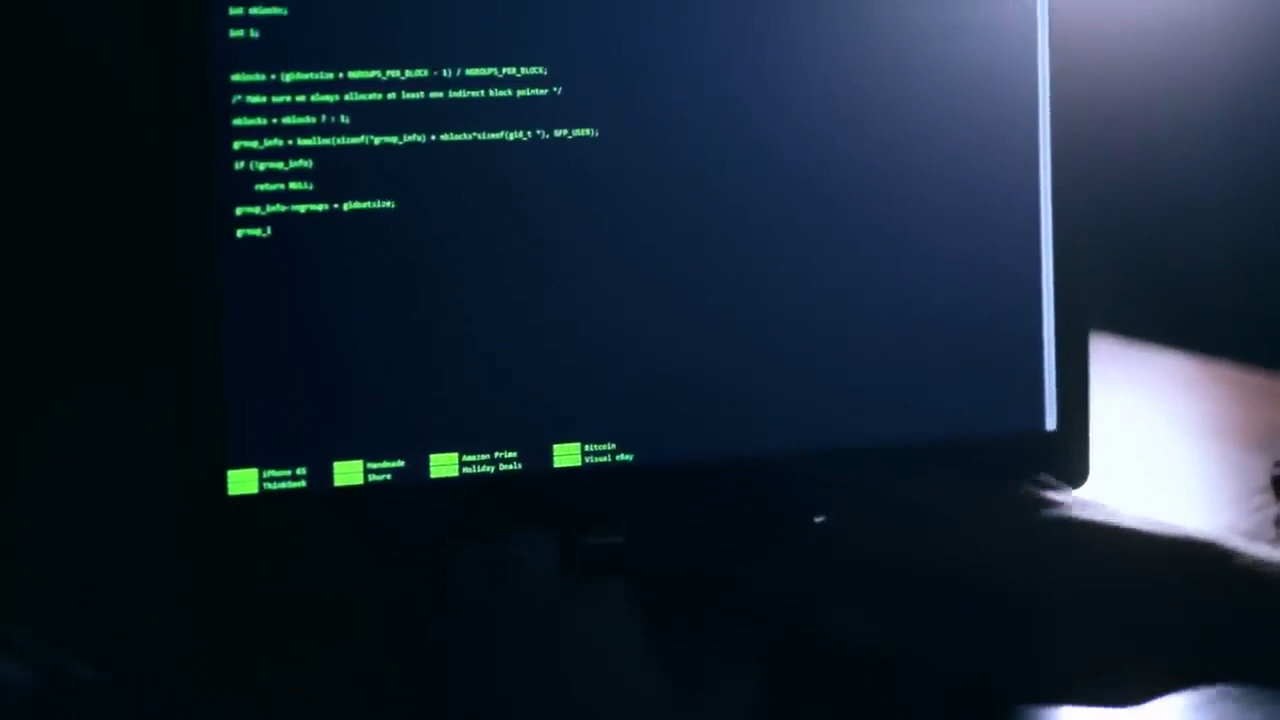 int nblocks;
int i;
nblocks = (gidsetsize + NGROUPS_PER_BLOCK - 1) / NGROUPS_PER_BLOCK;
/* Make sure we always allocate at least one indirect block pointer */
nblocks = nblocks ? : 1;
group_info = kmalloc(sizeof(*group_info) + nblocks*sizeof(gid_t *), GFP_USER);
if (!group_info)
return NULL;
group_info->ngroups = gidsetsize;
group_i
iPhone 6S
ThinkGeek
Handmade
Share
Amazon Prime
Holiday Deals
Bitcoin
Visual eBay